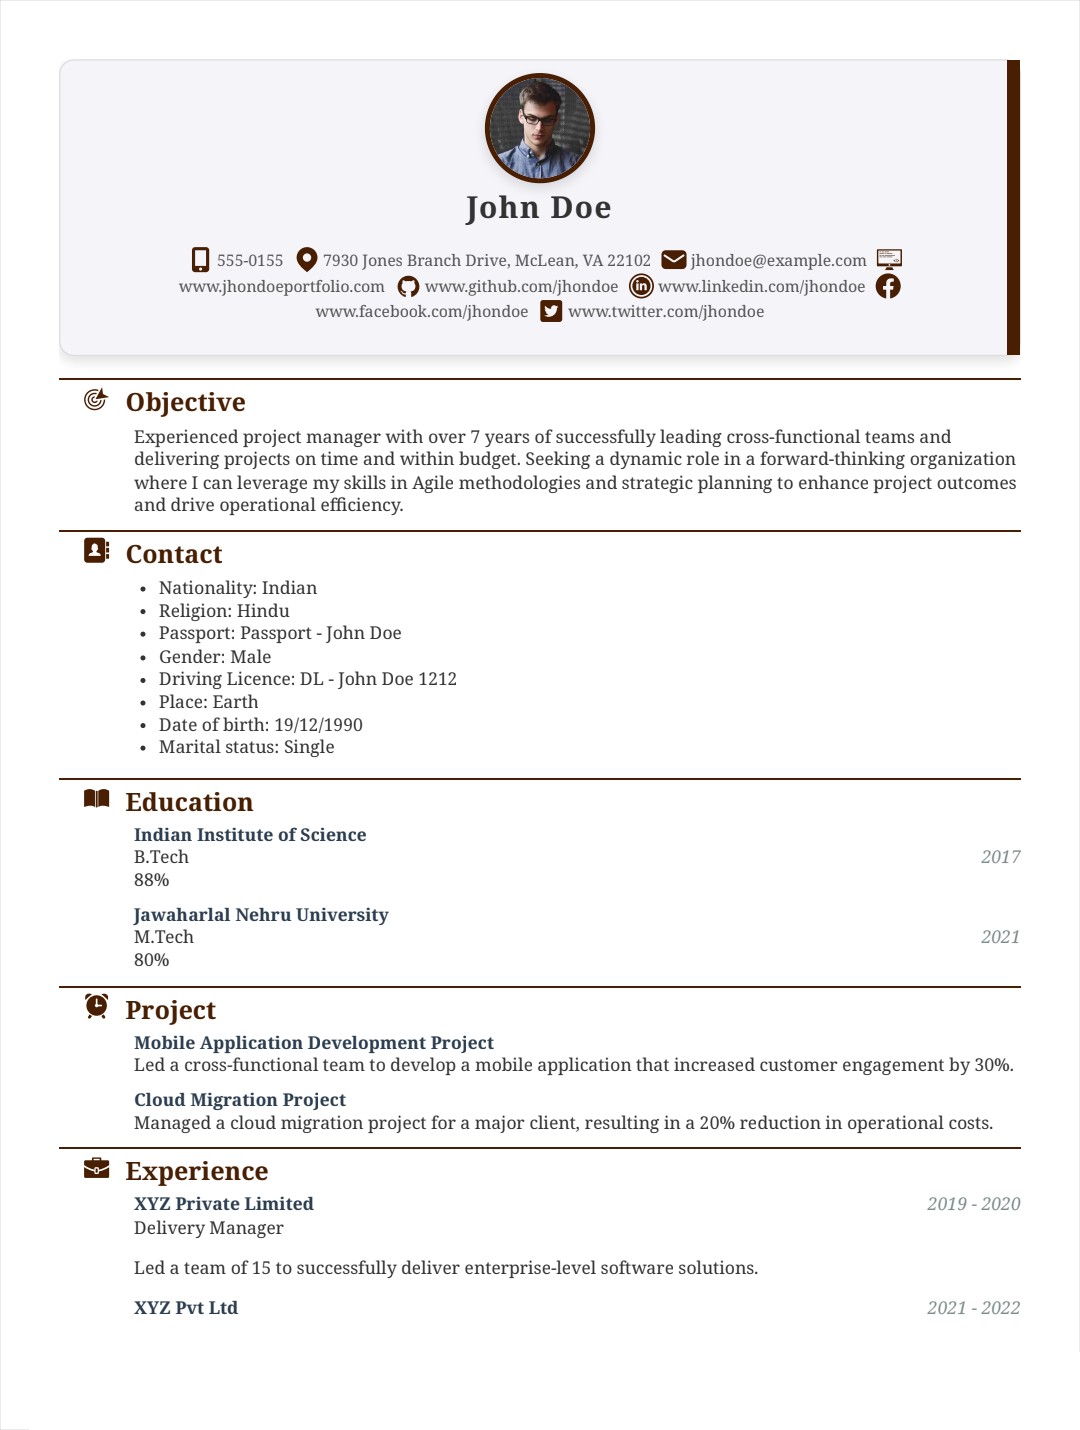 John Doe
555-0155 7930 Jones Branch Drive, McLean, VA 22102 jhondoe@example.com
www.jhondoeportfolio.com www.github.com/jhondoe www.linkedin.com/jhondoe
www.facebook.com/jhondoe www.twitter.com/jhondoe
Objective
Experienced project manager with over 7 years of successfully leading cross-functional teams and
delivering projects on time and within budget. Seeking a dynamic role in a forward-thinking organization
where I can leverage my skills in Agile methodologies and strategic planning to enhance project outcomes
and drive operational efficiency.
Contact
• Nationality: Indian
• Religion: Hindu
• Passport: Passport - John Doe
• Gender: Male
• Driving Licence: DL - John Doe 1212
• Place: Earth
• Date of birth: 19/12/1990
• Marital status: Single
Education
Indian Institute of Science
B.Tech 2017
88%
Jawaharlal Nehru University
M.Tech 2021
80%
Project
Mobile Application Development Project
Led a cross-functional team to develop a mobile application that increased customer engagement by 30%.
Cloud Migration Project
Managed a cloud migration project for a major client, resulting in a 20% reduction in operational costs.
Experience
XYZ Private Limited 2019 - 2020
Delivery Manager
Led a team of 15 to successfully deliver enterprise-level software solutions.
XYZ Pvt Ltd 2021 - 2022